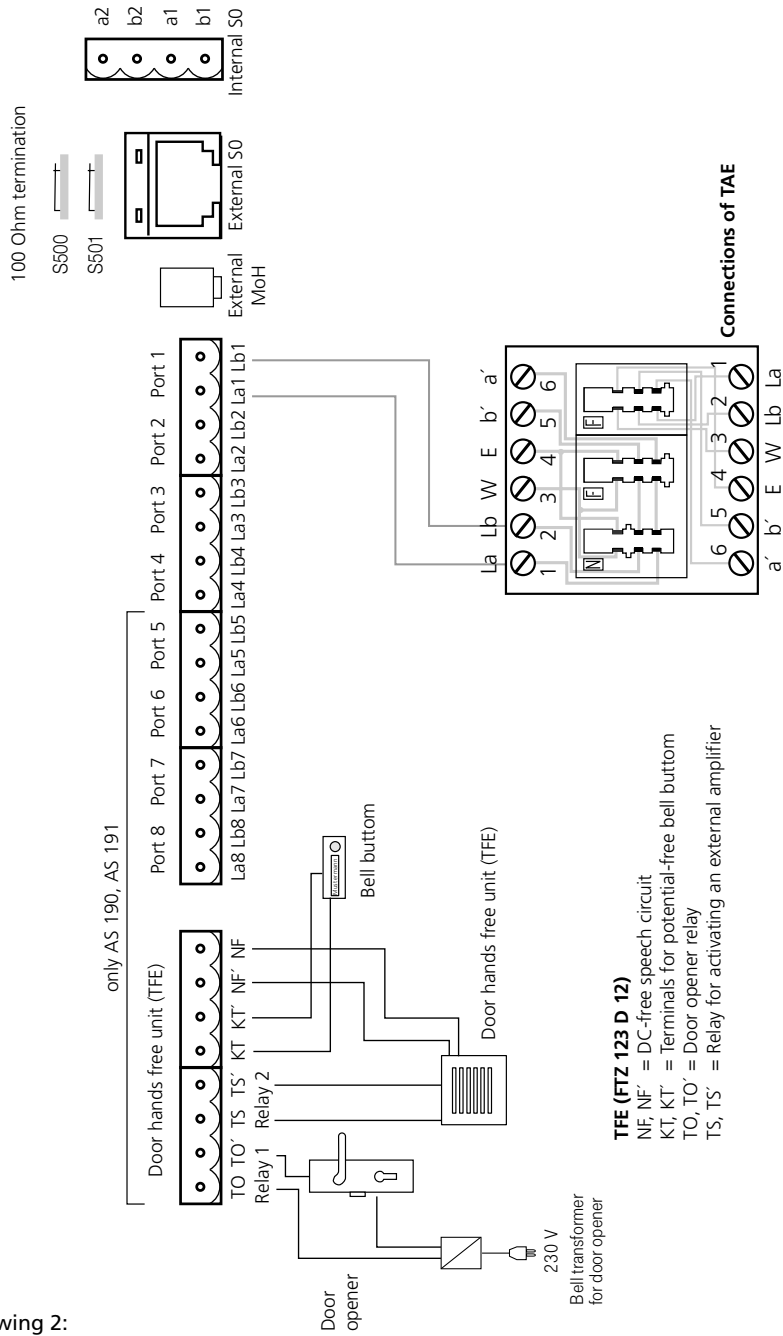 100 Ohm termination
S500
S501
a2
b2
a1
b1
Internal S0
External S0
External
MoH
only AS 190, AS 191
Door hands free unit (TFE)
Port 8 Port 7 Port 6 Port 5 Port 4 Port 3 Port 2 Port 1
TO TO´ TS TS´ KT KT´ NF´ NF
Relay 1 Relay 2
La8 Lb8 La7 Lb7 La6 Lb6 La5 Lb5 La4 Lb4 La3 Lb3 La2 Lb2 La1 Lb1
Mustermann
Bell buttom
Door hands free unit (TFE)
Door
opener
230 V
Bell transformer
for door opener
La Lb W E b´ a´
1 2 3 4 5 6
N F F
6 5 4 3 2 1
a´ b´ E W Lb La
Connections of TAE
TFE (FTZ 123 D 12)
NF, NF´ = DC-free speech circuit
KT, KT´ = Terminals for potential-free bell button
TO, TO´ = Door opener relay
TS, TS´ = Relay for activating an external amplifier
wing 2: